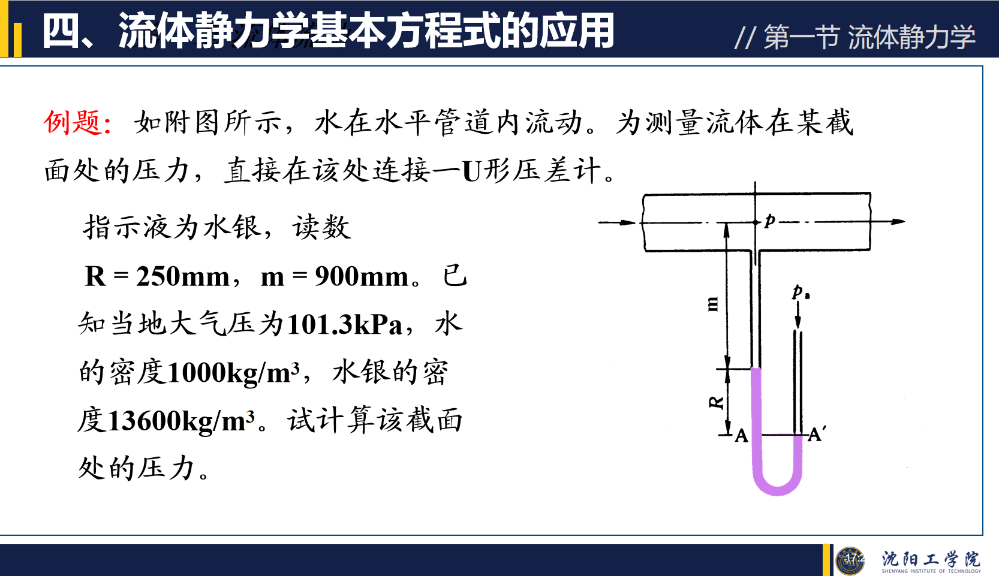 四、流体静力学基本方程式的应用
// 第一节 流体静力学
例题：如附图所示，水在水平管道内流动。为测量流体在某截
面处的压力，直接在该处连接一U形压差计。
指示液为水银，读数
R = 250mm，m = 900mm。已
知当地大气压为101.3kPa，水
的密度1000kg/m³，水银的密
度13600kg/m³。试计算该截面
处的压力。
p
m
pa
R
A
A′
沈阳工学院
SHENYANG INSTITUTE OF TECHNOLOGY